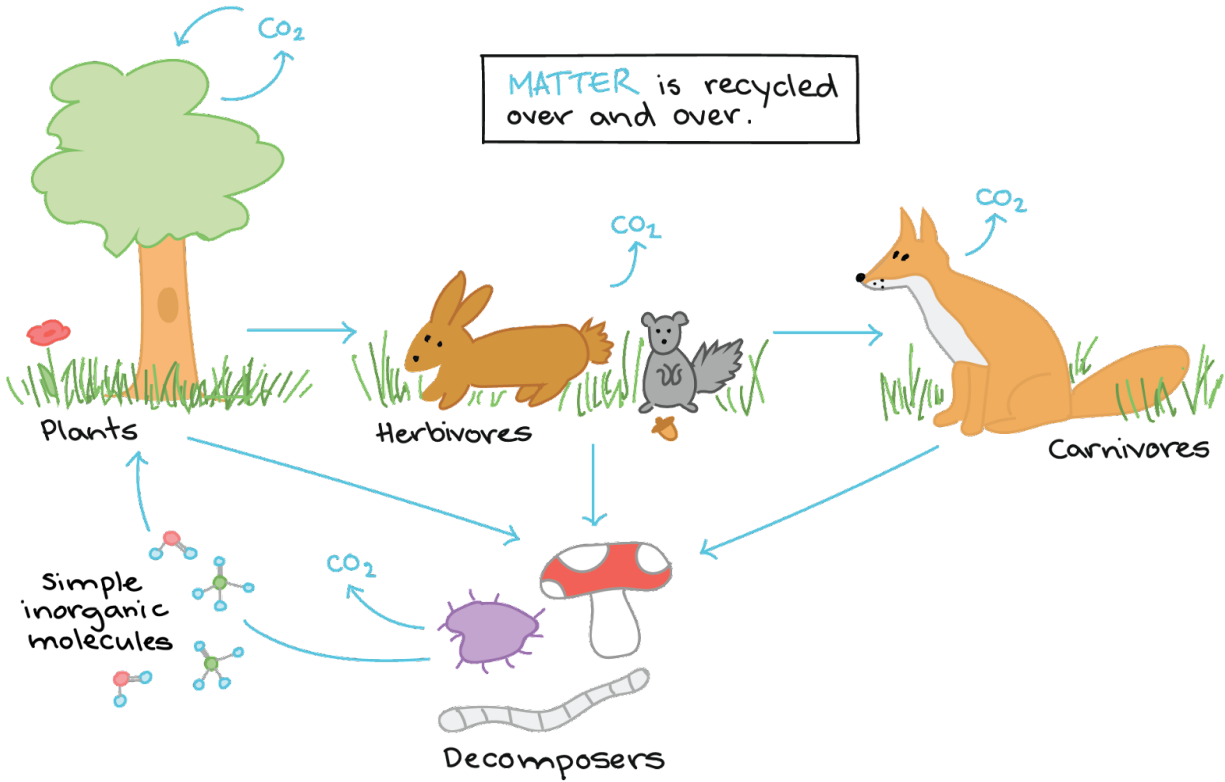 CO₂
MATTER is recycled
over and over.
CO₂
CO₂
Plants
Herbivores
Carnivores
CO₂
simple
inorganic
molecules
Decomposers